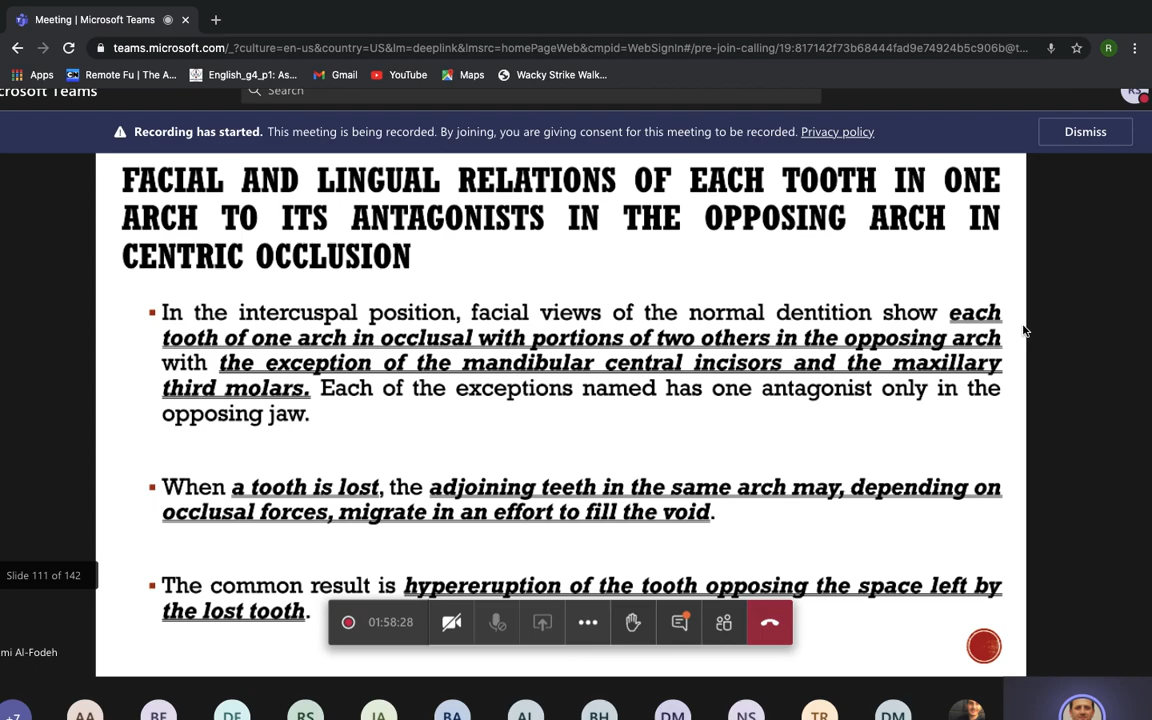 Meeting | Microsoft Teams
teams.microsoft.com/_?culture=en-us&country=US&lm=deeplink&lmsrc=homePageWeb&cmpid=WebSignIn#/pre-join-calling/19:817142f73b68444fad9e74924b5c906b@t...
R
Apps Remote Fu | The A... English_g4_p1: As... Gmail YouTube Maps Wacky Strike Walk...
crosoft Teams
Search
RS
Recording has started. This meeting is being recorded. By joining, you are giving consent for this meeting to be recorded. Privacy policy
Dismiss
FACIAL AND LINGUAL RELATIONS OF EACH TOOTH IN ONE
ARCH TO ITS ANTAGONISTS IN THE OPPOSING ARCH IN
CENTRIC OCCLUSION
▪ In the intercuspal position, facial views of the normal dentition show each
tooth of one arch in occlusal with portions of two others in the opposing arch
with the exception of the mandibular central incisors and the maxillary
third molars. Each of the exceptions named has one antagonist only in the
opposing jaw.
▪ When a tooth is lost, the adjoining teeth in the same arch may, depending on
occlusal forces, migrate in an effort to fill the void.
Slide 111 of 142
▪ The common result is hypereruption of the tooth opposing the space left by
the lost tooth.
01:58:28
mi Al-Fodeh
+7 AA BF DF RS IA BA AL BH DM NS TR DM